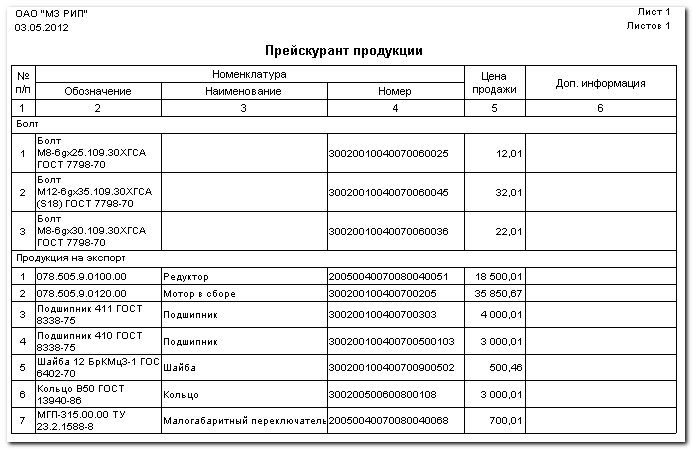 ОАО "МЗ РИП"
Лист 1
03.05.2012
Листов 1
Прейскурант продукции
№ п/п
Номенклатура
Цена продажи
Доп. информация
Обозначение
Наименование
Номер
1 2 3 4 5 6
Болт
1 Болт М8-6gх25.109.30ХГСА ГОСТ 7798-70 30020010040070060025 12,01
2 Болт М12-6gх35.109.30ХГСА (S18) ГОСТ 7798-70 30020010040070060045 32,01
3 Болт М8-6gх30.109.30ХГСА ГОСТ 7798-70 30020010040070060036 22,01
Продукция на экспорт
1 078.505.9.0100.00 Редуктор 20050040070080040051 18 500,01
2 078.505.9.0120.00 Мотор в сборе 300200100400700205 35 850,67
3 Подшипник 411 ГОСТ 8338-75 Подшипник 300200100400700303 4 000,01
4 Подшипник 410 ГОСТ 8338-75 Подшипник 300200100400700500103 3 000,01
5 Шайба 12 БрКМц3-1 ГОС 6402-70 Шайба 300200100400700900502 500,46
6 Кольцо В50 ГОСТ 13940-86 Кольцо 300200500600800108 3 000,01
7 МГП-315.00.00 ТУ 23.2.1588-8 Малогабаритный переключатель 20050040070080040068 700,01